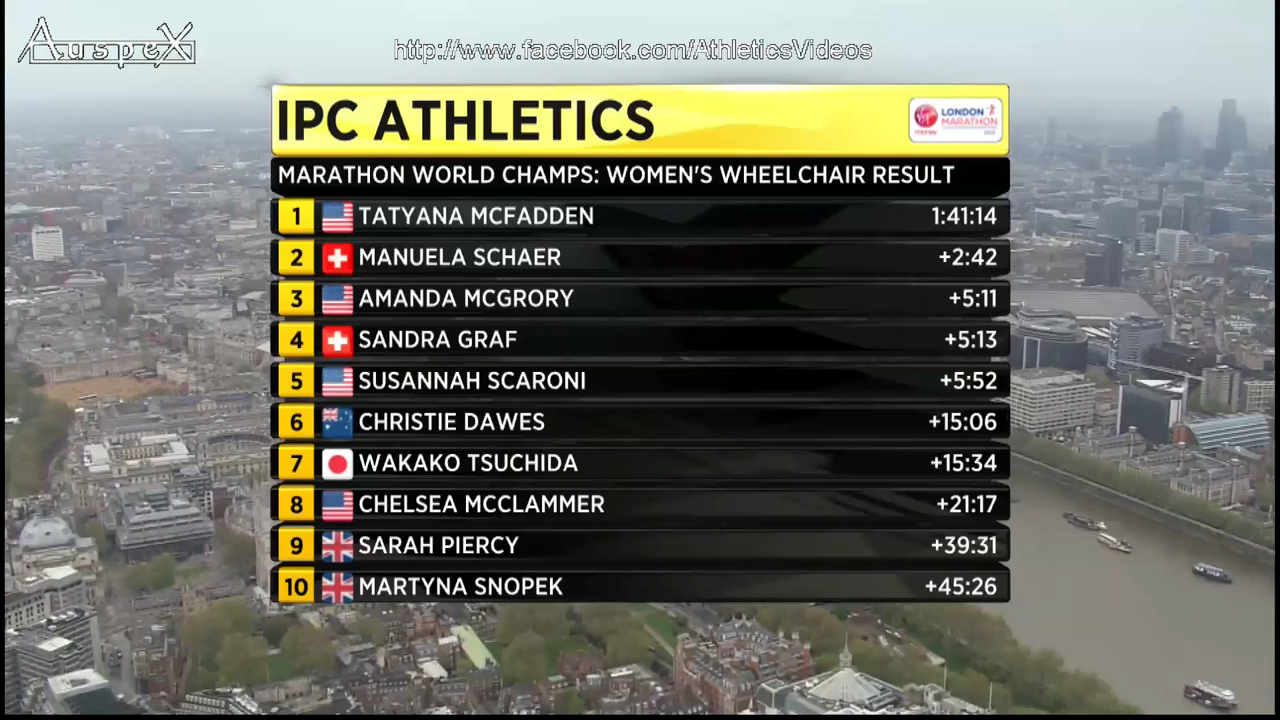 AuspeX
http://www.facebook.com/AthleticsVideos
IPC ATHLETICS
LONDON
MARATHON
MARATHON WORLD CHAMPS: WOMEN'S WHEELCHAIR RESULT
1 TATYANA MCFADDEN 1:41:14
2 MANUELA SCHAER +2:42
3 AMANDA MCGRORY +5:11
4 SANDRA GRAF +5:13
5 SUSANNAH SCARONI +5:52
6 CHRISTIE DAWES +15:06
7 WAKAKO TSUCHIDA +15:34
8 CHELSEA MCCLAMMER +21:17
9 SARAH PIERCY +39:31
10 MARTYNA SNOPEK +45:26